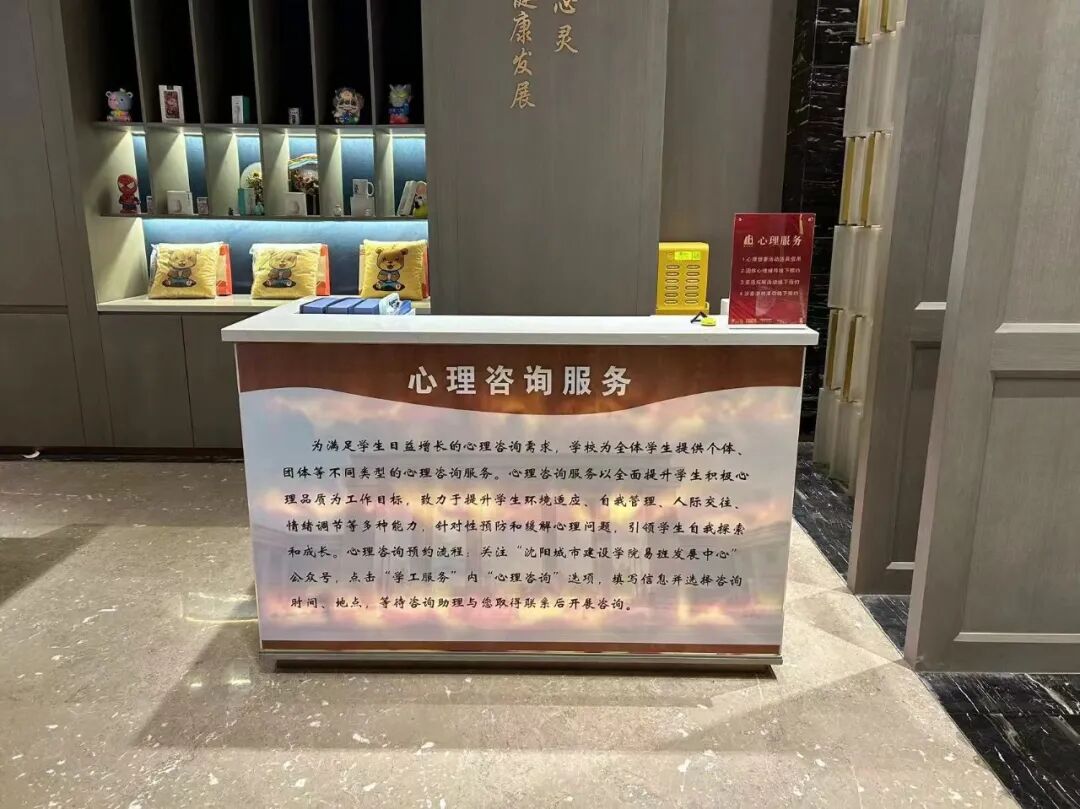 心灵
健康发展
心理服务
心理咨询服务
为满足学生日益增长的心理咨询需求，学校为全体学生提供个体、
团体等不同类型的心理咨询服务。心理咨询服务以全面提升学生积极心
理品质为工作目标，致力于提升学生环境适应、自我管理、人际交往、
情绪调节等多种能力，针对性预防和缓解心理问题，引领学生自我探索
和成长。心理咨询预约流程：关注“沈阳城市建设学院易班发展中心”
公众号，点击“学工服务”内“心理咨询”选项，填写信息并选择咨询
时间、地点，等待咨询助理与您取得联系后开展咨询。